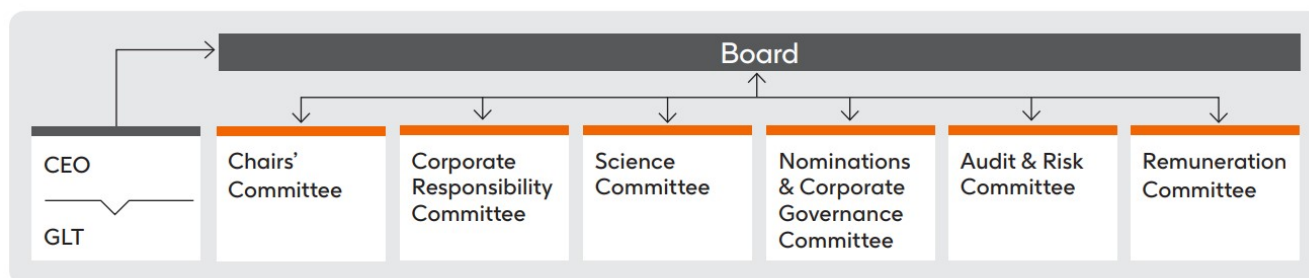 Board
CEO
GLT
Chairs’
Committee
Corporate
Responsibility
Committee
Science
Committee
Nominations
& Corporate
Governance
Committee
Audit & Risk
Committee
Remuneration
Committee